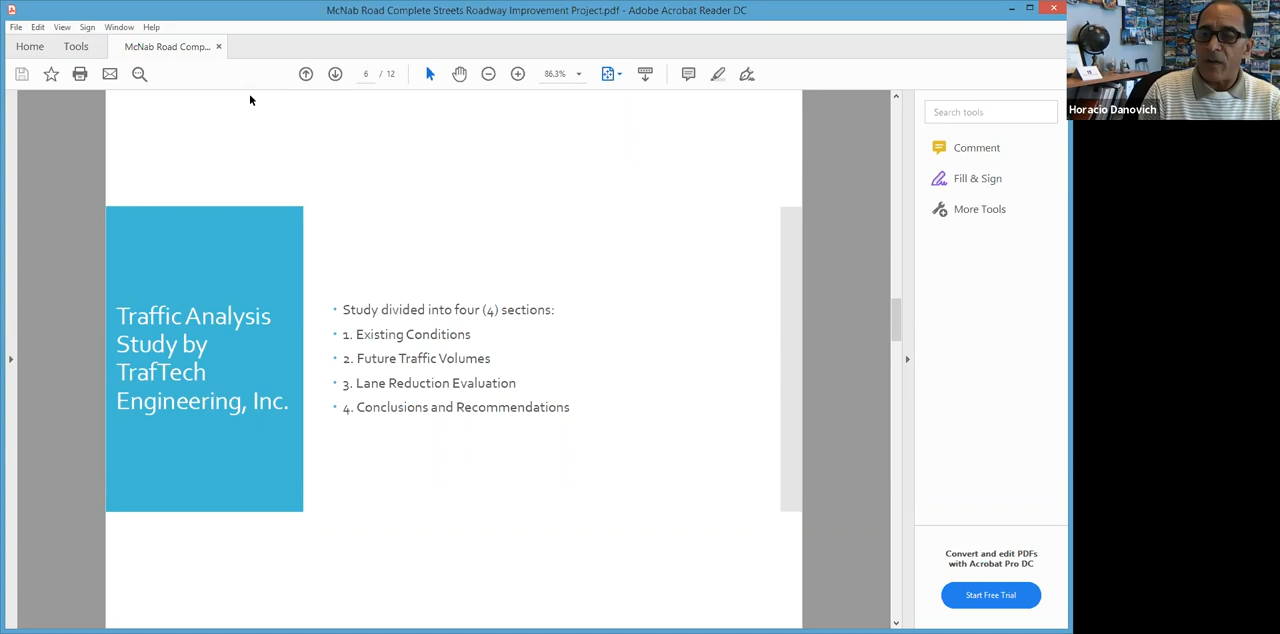 McNab Road Complete Streets Roadway Improvement Project.pdf - Adobe Acrobat Reader DC
File Edit View Sign Window Help
Home Tools McNab Road Comp... ×
6 / 12 86.3%
Search tools
Comment
Fill & Sign
More Tools
Horacio Danovich
Traffic Analysis
Study by
TrafTech
Engineering, Inc.
• Study divided into four (4) sections:
• 1. Existing Conditions
• 2. Future Traffic Volumes
• 3. Lane Reduction Evaluation
• 4. Conclusions and Recommendations
Convert and edit PDFs
with Acrobat Pro DC
Start Free Trial